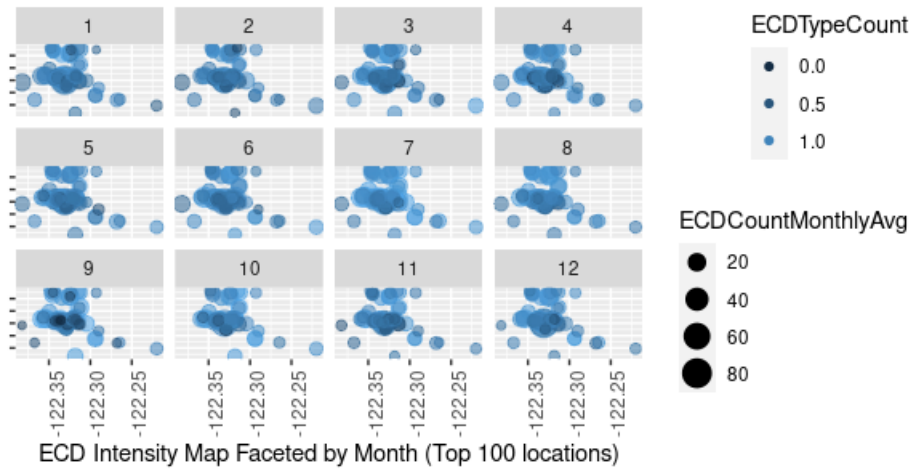 1 2 3 4
5 6 7 8
9 10 11 12
-122.35 -122.30 -122.25 -122.35 -122.30 -122.25 -122.35 -122.30 -122.25 -122.35 -122.30 -122.25
ECD Intensity Map Faceted by Month (Top 100 locations)
ECDTypeCount
0.0
0.5
1.0
ECDCountMonthlyAvg
20
40
60
80